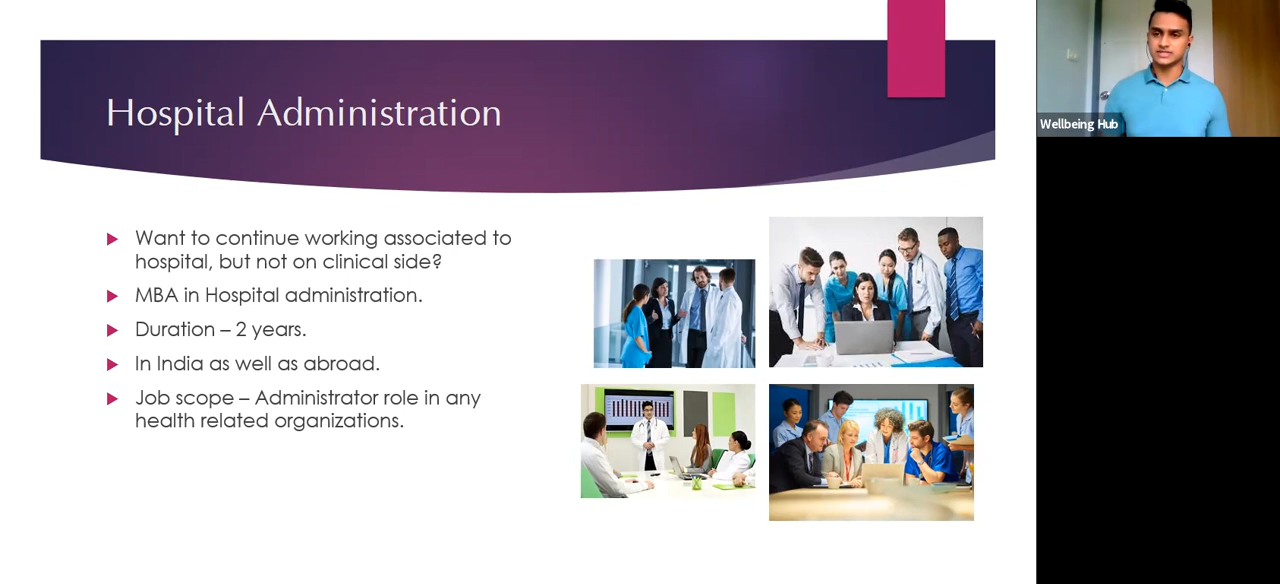 Hospital Administration
Want to continue working associated to
hospital, but not on clinical side?
MBA in Hospital administration.
Duration – 2 years.
In India as well as abroad.
Job scope – Administrator role in any
health related organizations.
Wellbeing Hub